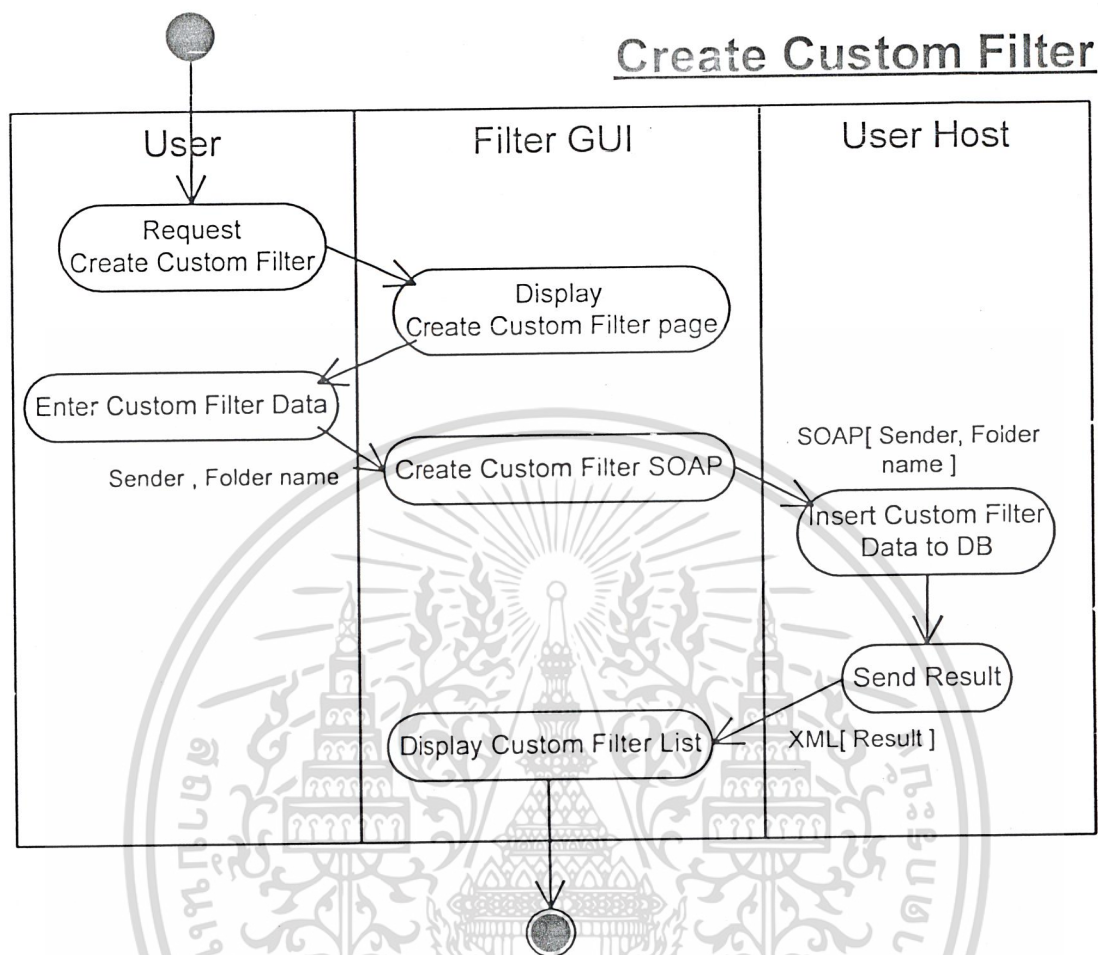 Create Custom Filter
User
Filter GUI
User Host
Request
Create Custom Filter
Display
Create Custom Filter page
Enter Custom Filter Data
Sender , Folder name
Create Custom Filter SOAP
SOAP[ Sender, Folder
name ]
Insert Custom Filter
Data to DB
Send Result
XML[ Result ]
Display Custom Filter List